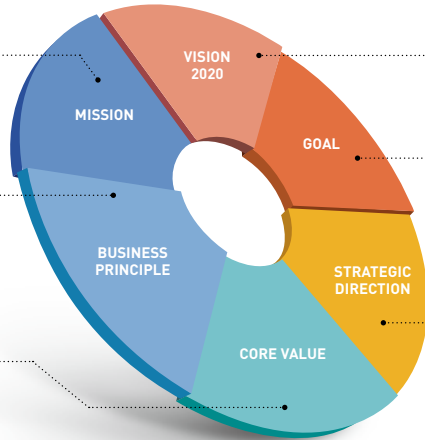 VISION
2020
MISSION
GOAL
BUSINESS
PRINCIPLE
STRATEGIC
DIRECTION
CORE VALUE